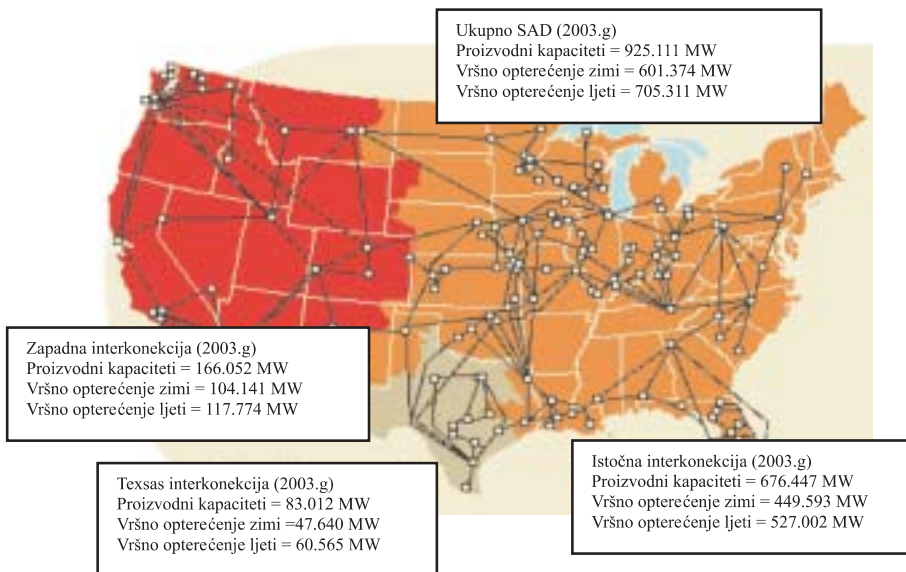 Ukupno SAD (2003.g)
Proizvodni kapaciteti = 925.111 MW
Vršno opterećenje zimi = 601.374 MW
Vršno opterećenje ljeti = 705.311 MW
Zapadna interkonekcija (2003.g)
Proizvodni kapaciteti = 166.052 MW
Vršno opterećenje zimi = 104.141 MW
Vršno opterećenje ljeti = 117.774 MW
Texsas interkonekcija (2003.g)
Proizvodni kapaciteti = 83.012 MW
Vršno opterećenje zimi =47.640 MW
Vršno opterećenje ljeti = 60.565 MW
Istočna interkonekcija (2003.g)
Proizvodni kapaciteti = 676.447 MW
Vršno opterećenje zimi = 449.593 MW
Vršno opterećenje ljeti = 527.002 MW